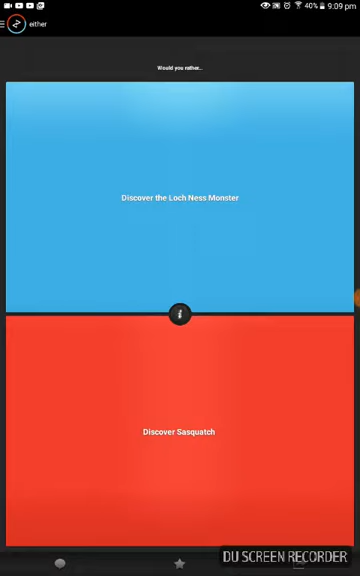 40% 9:09 pm
either
Would you rather...
Discover the Loch Ness Monster
i
Discover Sasquatch
DU SCREEN RECORDER